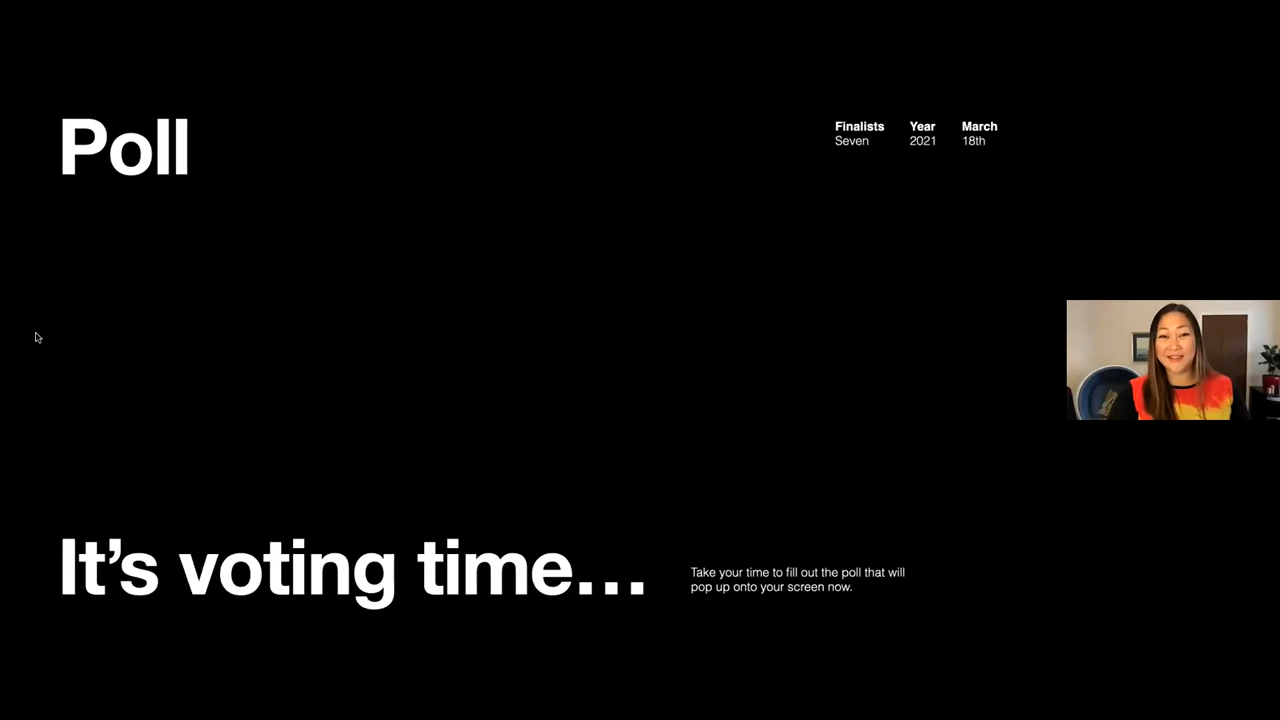 Poll
Finalists Year March
Seven 2021 18th
It’s voting time...
Take your time to fill out the poll that will
pop up onto your screen now.